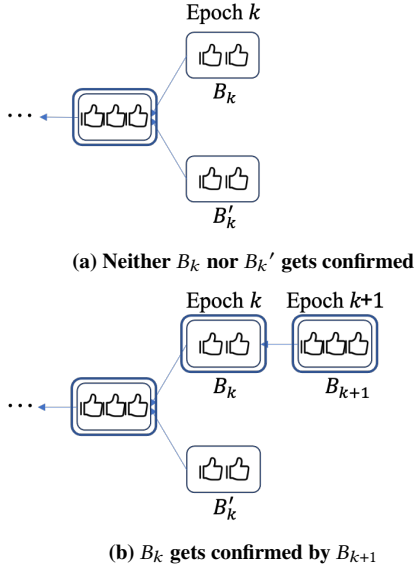 Epoch k
B_k
...
B'_k
(a) Neither B_k nor B_k' gets confirmed
Epoch k Epoch k+1
B_k B_{k+1}
...
B'_k
(b) B_k gets confirmed by B_{k+1}